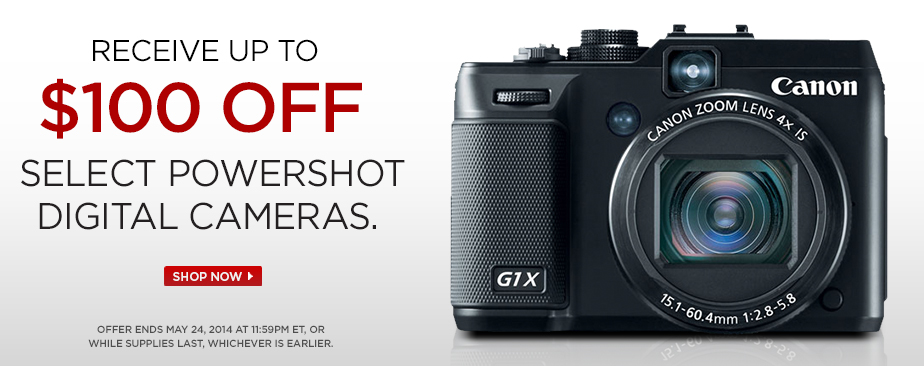 RECEIVE UP TO
$100 OFF
SELECT POWERSHOT
DIGITAL CAMERAS.
SHOP NOW
OFFER ENDS MAY 24, 2014 AT 11:59PM ET, OR
WHILE SUPPLIES LAST, WHICHEVER IS EARLIER.
Canon
CANON ZOOM LENS 4× IS
G1X
15.1-60.4mm 1:2.8-5.8